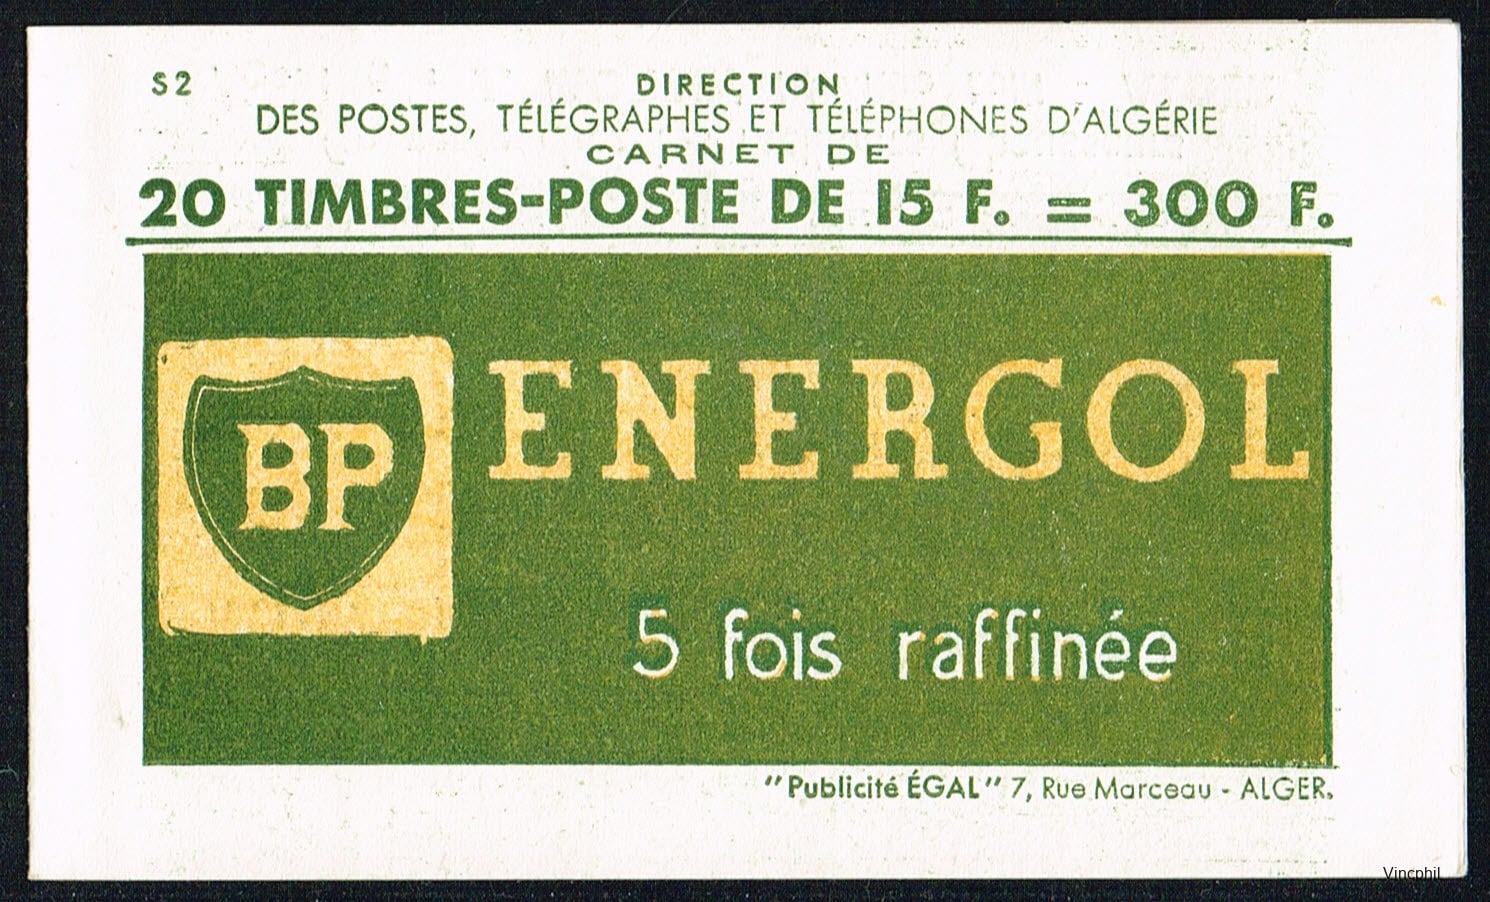 S2
DIRECTION
DES POSTES, TÉLÉGRAPHES ET TÉLÉPHONES D'ALGÉRIE
CARNET DE
20 TIMBRES-POSTE DE 15 F. = 300 F.
BP
ENERGOL
5 fois raffinée
"Publicité ÉGAL" 7, Rue Marceau - ALGER.
Vincphil